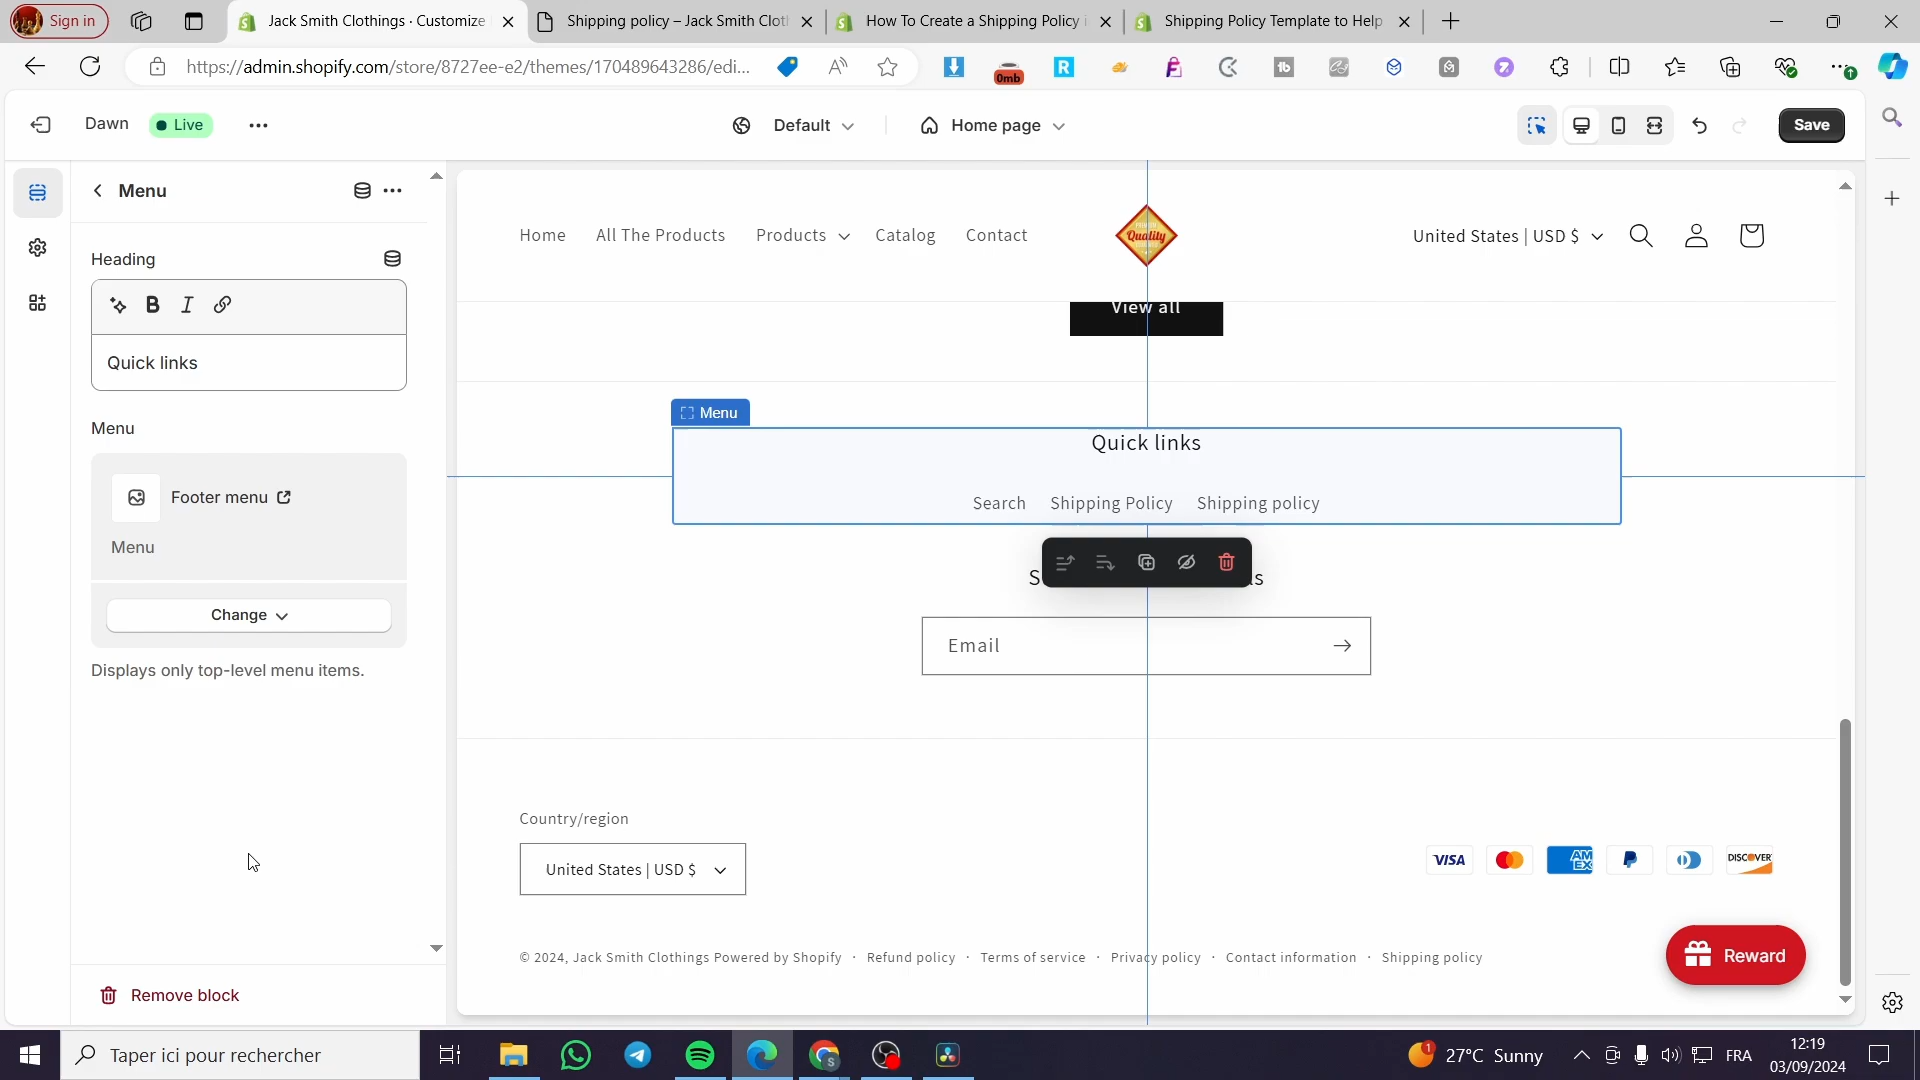 Sign in
Jack Smith Clothings · Customize
Shipping policy – Jack Smith Clot
How To Create a Shipping Policy i
Shipping Policy Template to Help
https://admin.shopify.com/store/8727ee-e2/themes/170489643286/edi...
0mb
Dawn
Live
Default
Home page
Save
Menu
Heading
Quick links
Menu
Footer menu
Menu
Change
Displays only top-level menu items.
Remove block
Home
All The Products
Products
Catalog
Contact
Quality
United States | USD $
View all
Menu
Quick links
Search
Shipping Policy
Shipping policy
S
ls
Email
Country/region
United States | USD $
VISA
AMEX
DISCOVER
© 2024, Jack Smith Clothings Powered by Shopify · Refund policy · Terms of service · Privacy policy · Contact information · Shipping policy
Reward
Taper ici pour rechercher
1
27°C Sunny
FRA
12:19
03/09/2024